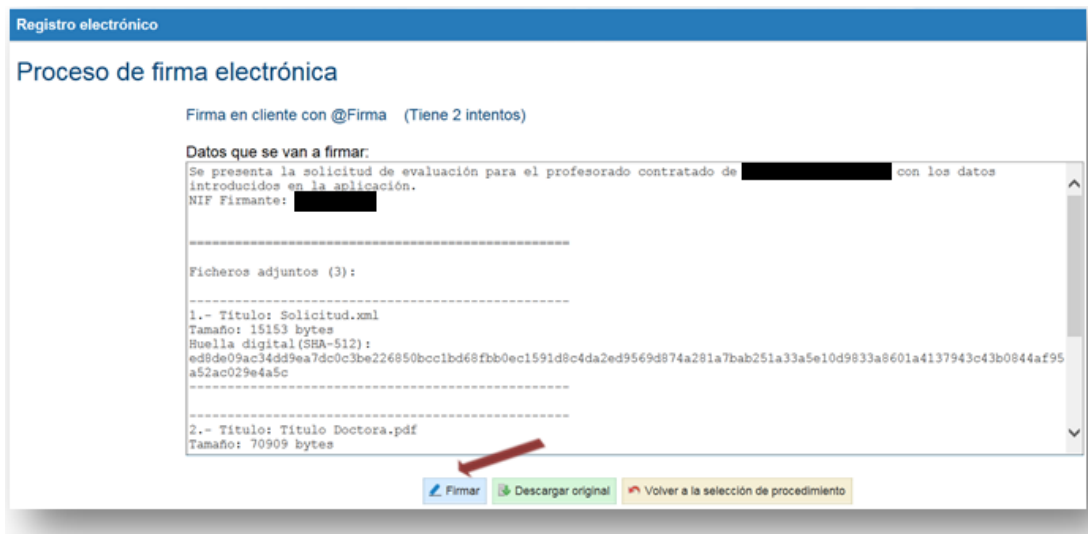 Registro electrónico
Proceso de firma electrónica
Firma en cliente con @Firma (Tiene 2 intentos)
Datos que se van a firmar:
Se presenta la solicitud de evaluación para el profesorado contratado de con los datos
introducidos en la aplicación.
NIF Firmante:
==================================================
Ficheros adjuntos (3):
--------------------------------------------------
1.- Titulo: Solicitud.xml
Tamaño: 15153 bytes
Huella digital(SHA-512):
ed8de09ac34dd9ea7dc0c3be226850bcc1bd68fbb0ec1591d8c4da2ed9569d874a281a7bab251a33a5e10d9833a8601a4137943c43b0844af95
a52ac029e4a5c
--------------------------------------------------
--------------------------------------------------
2.- Titulo: Titulo Doctora.pdf
Tamaño: 70909 bytes
Firmar Descargar original Volver a la selección de procedimiento